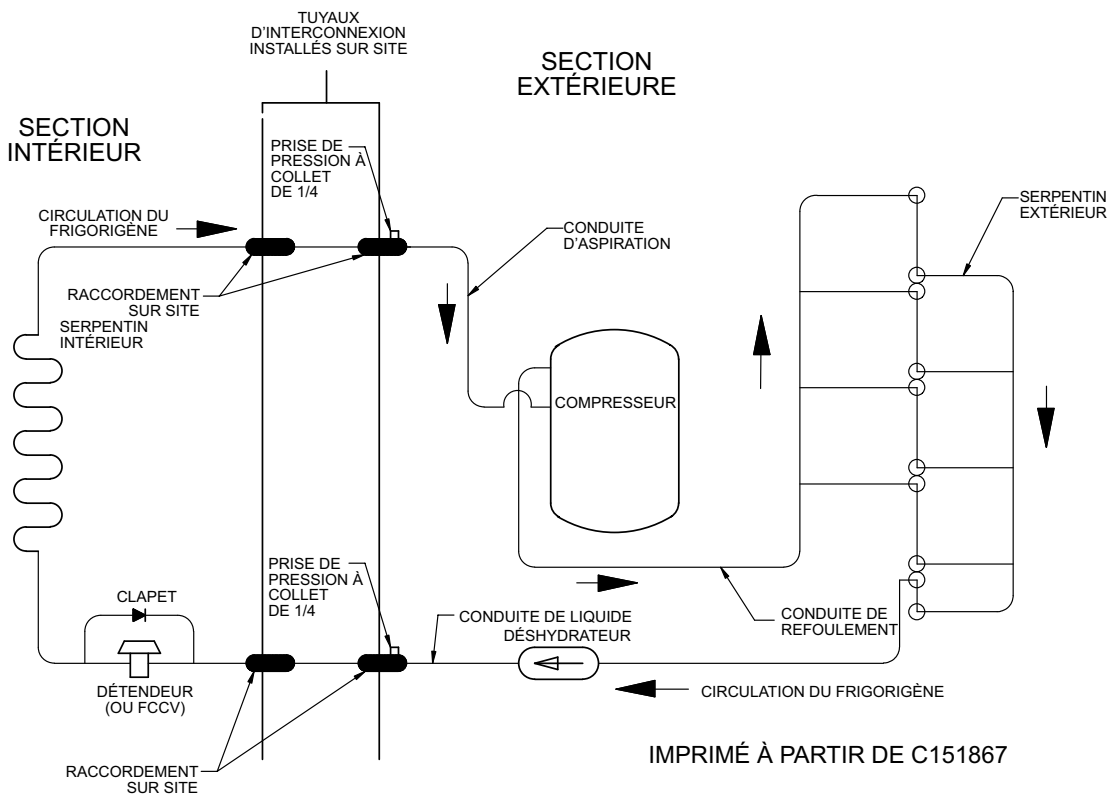 TUYAUX
D'INTERCONNEXION
INSTALLÉS SUR SITE
SECTION
EXTÉRIEURE
SECTION
INTÉRIEUR
PRISE DE
PRESSION À
COLLET
DE 1/4
CIRCULATION DU
FRIGORIGÈNE
CONDUITE
D'ASPIRATION
SERPENTIN
EXTÉRIEUR
RACCORDEMENT
SUR SITE
SERPENTIN
INTÉRIEUR
COMPRESSEUR
PRISE DE
PRESSION À
COLLET
DE 1/4
CLAPET
CONDUITE DE LIQUIDE
DÉSHYDRATEUR
CONDUITE DE
REFOULEMENT
DÉTENDEUR
(OU FCCV)
CIRCULATION DU FRIGORIGÈNE
RACCORDEMENT
SUR SITE
IMPRIMÉ À PARTIR DE C151867